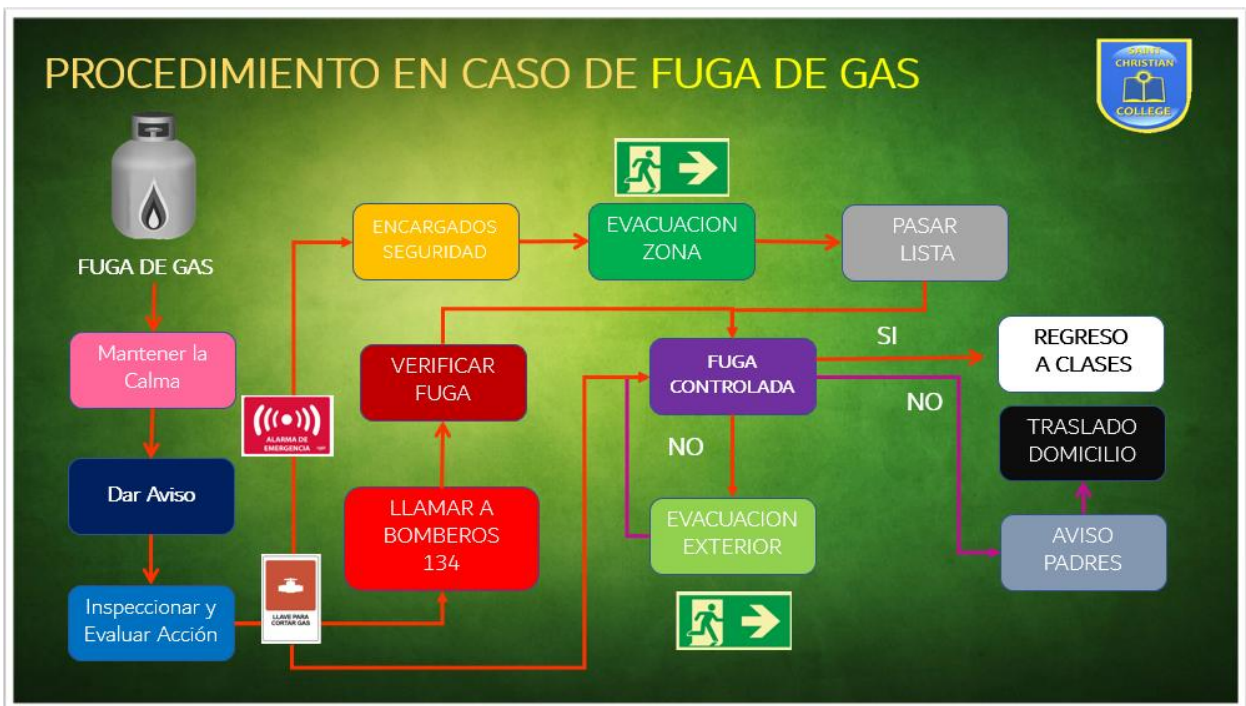 PROCEDIMIENTO EN CASO DE FUGA DE GAS
SAINT
CHRISTIAN
COLLEGE
FUGA DE GAS
Mantener la
Calma
Dar Aviso
Inspeccionar y
Evaluar Acción
ALARMA DE
EMERGENCIA
LLAVE PARA
CORTAR GAS
ENCARGADOS
SEGURIDAD
EVACUACION
ZONA
PASAR
LISTA
VERIFICAR
FUGA
LLAMAR A
BOMBEROS
134
FUGA
CONTROLADA
SI
NO
NO
EVACUACION
EXTERIOR
REGRESO
A CLASES
TRASLADO
DOMICILIO
AVISO
PADRES